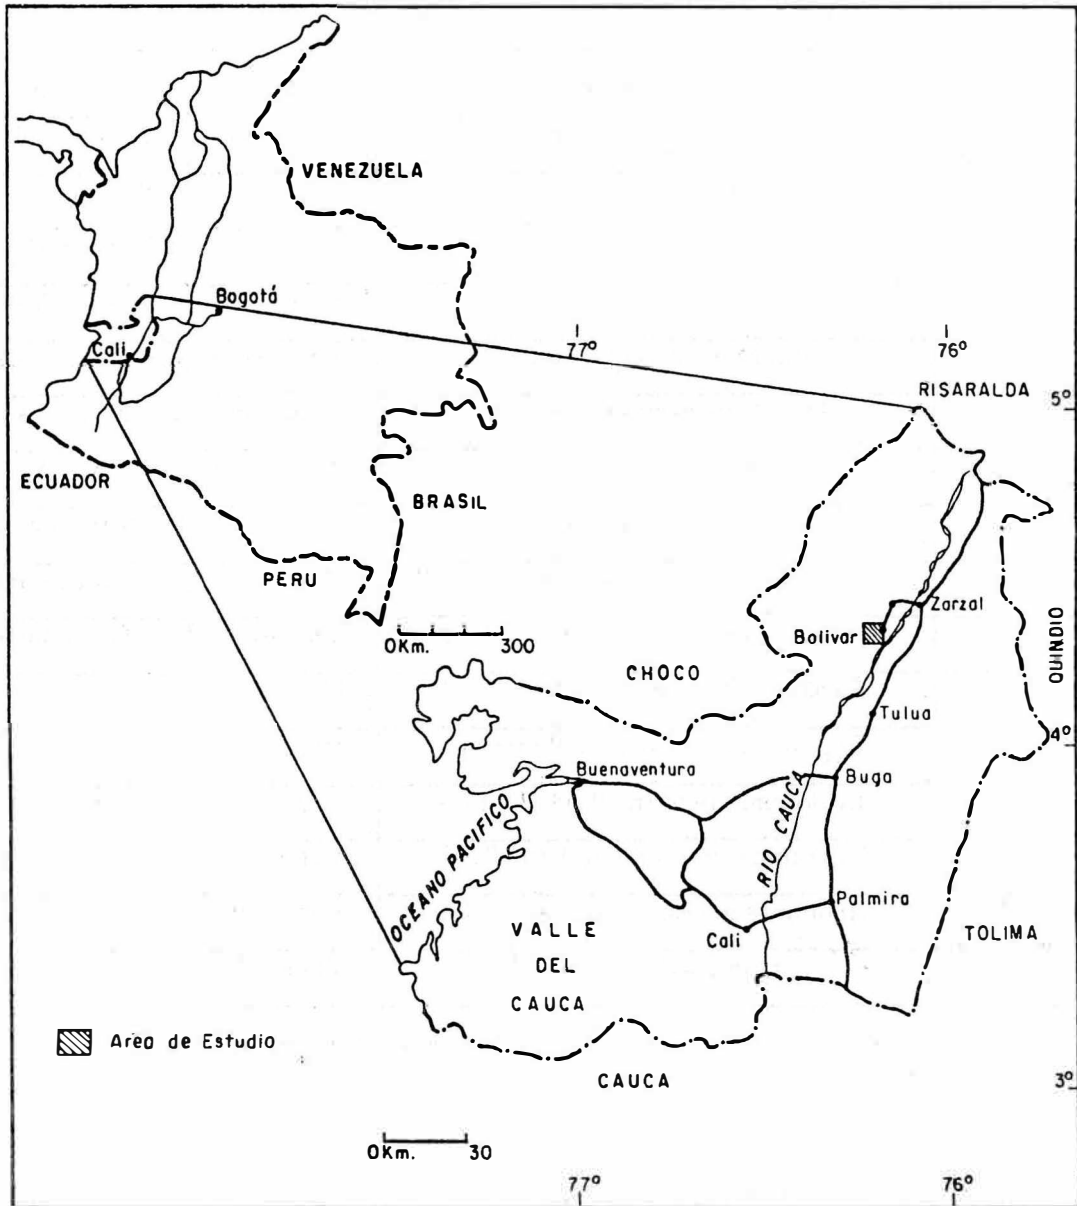 VENEZUELA
Bogotá
Cali
77°
76°
RISARALDA
5°
ECUADOR
BRASIL
PERU
0Km. 300
Zarzal
Bolivar
QUINDIO
CHOCO
Tulua
4°
Buenaventura
Buga
OCEANO PACIFICO
RIO CAUCA
Palmira
Cali
VALLE
DEL
CAUCA
TOLIMA
Area de Estudio
CAUCA
3°
0Km. 30
77°
76°